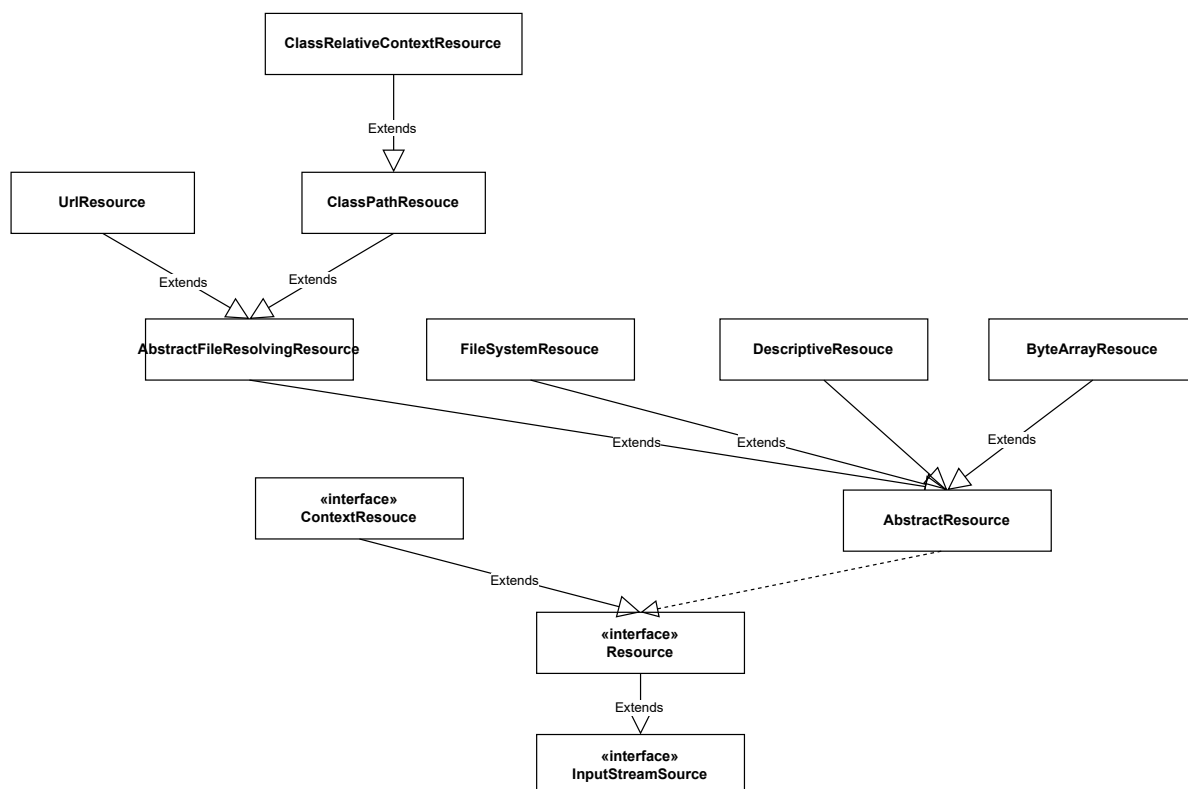 ClassRelativeContextResource
Extends
UrlResource
ClassPathResouce
Extends
Extends
AbstractFileResolvingResource
FileSystemResouce
DescriptiveResouce
ByteArrayResouce
Extends
Extends
Extends
«interface»
ContextResouce
AbstractResource
Extends
«interface»
Resource
Extends
«interface»
InputStreamSource